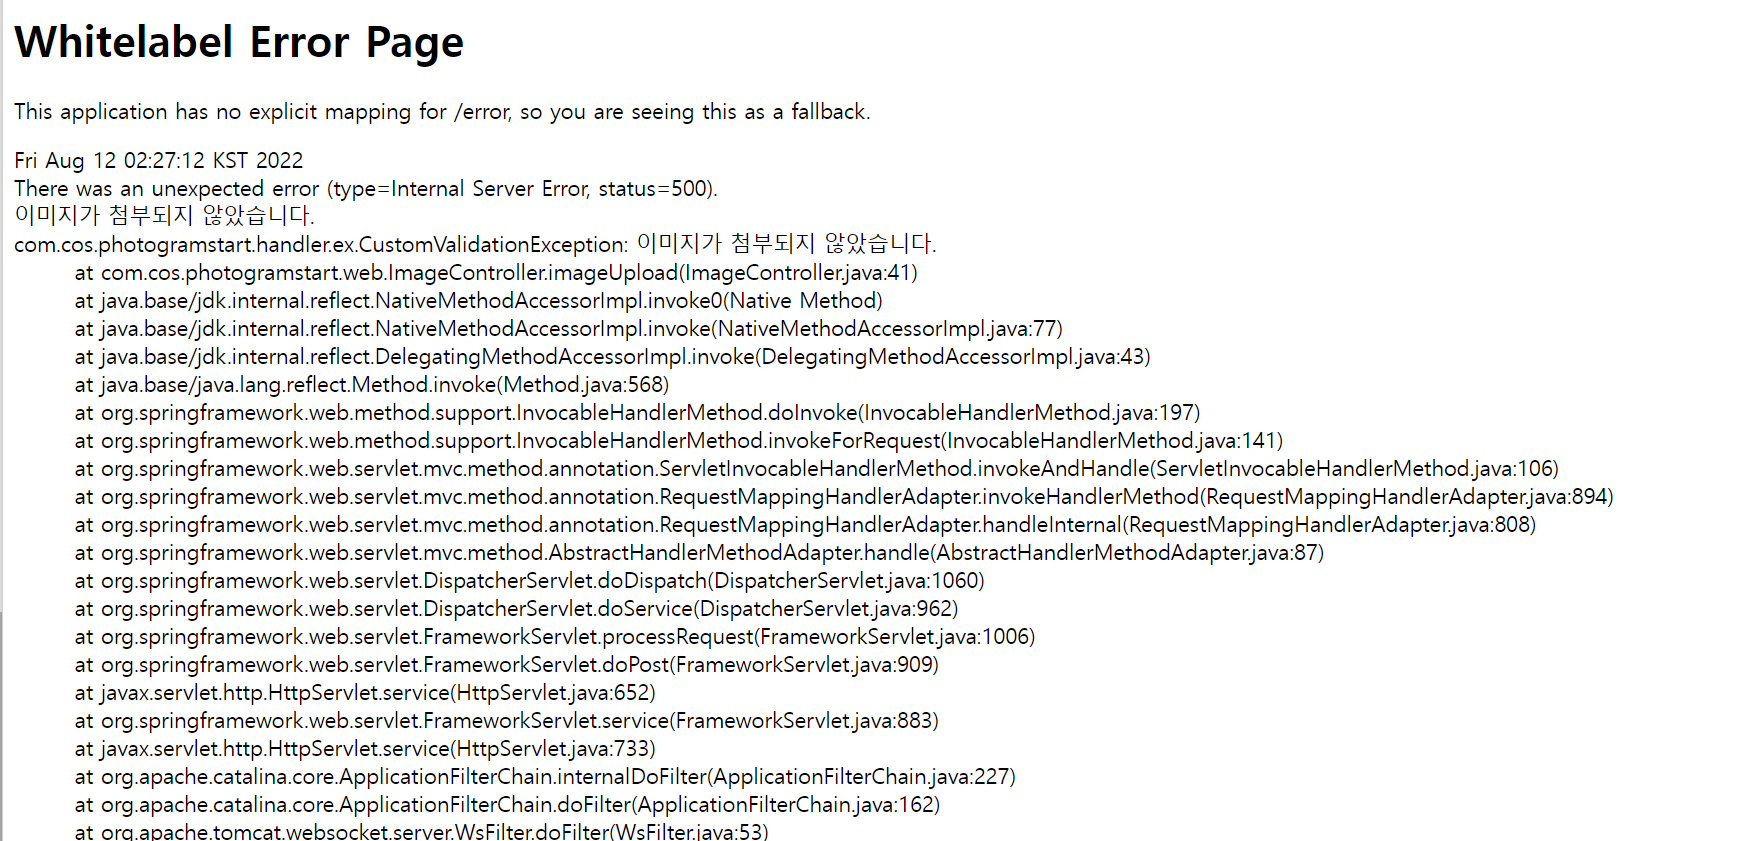 Whitelabel Error Page
This application has no explicit mapping for /error, so you are seeing this as a fallback.
Fri Aug 12 02:27:12 KST 2022
There was an unexpected error (type=Internal Server Error, status=500).
이미지가 첨부되지 않았습니다.
com.cos.photogramstart.handler.ex.CustomValidationException: 이미지가 첨부되지 않았습니다.
at com.cos.photogramstart.web.ImageController.imageUpload(ImageController.java:41)
at java.base/jdk.internal.reflect.NativeMethodAccessorImpl.invoke0(Native Method)
at java.base/jdk.internal.reflect.NativeMethodAccessorImpl.invoke(NativeMethodAccessorImpl.java:77)
at java.base/jdk.internal.reflect.DelegatingMethodAccessorImpl.invoke(DelegatingMethodAccessorImpl.java:43)
at java.base/java.lang.reflect.Method.invoke(Method.java:568)
at org.springframework.web.method.support.InvocableHandlerMethod.doInvoke(InvocableHandlerMethod.java:197)
at org.springframework.web.method.support.InvocableHandlerMethod.invokeForRequest(InvocableHandlerMethod.java:141)
at org.springframework.web.servlet.mvc.method.annotation.ServletInvocableHandlerMethod.invokeAndHandle(ServletInvocableHandlerMethod.java:106)
at org.springframework.web.servlet.mvc.method.annotation.RequestMappingHandlerAdapter.invokeHandlerMethod(RequestMappingHandlerAdapter.java:894)
at org.springframework.web.servlet.mvc.method.annotation.RequestMappingHandlerAdapter.handleInternal(RequestMappingHandlerAdapter.java:808)
at org.springframework.web.servlet.mvc.method.AbstractHandlerMethodAdapter.handle(AbstractHandlerMethodAdapter.java:87)
at org.springframework.web.servlet.DispatcherServlet.doDispatch(DispatcherServlet.java:1060)
at org.springframework.web.servlet.DispatcherServlet.doService(DispatcherServlet.java:962)
at org.springframework.web.servlet.FrameworkServlet.processRequest(FrameworkServlet.java:1006)
at org.springframework.web.servlet.FrameworkServlet.doPost(FrameworkServlet.java:909)
at javax.servlet.http.HttpServlet.service(HttpServlet.java:652)
at org.springframework.web.servlet.FrameworkServlet.service(FrameworkServlet.java:883)
at javax.servlet.http.HttpServlet.service(HttpServlet.java:733)
at org.apache.catalina.core.ApplicationFilterChain.internalDoFilter(ApplicationFilterChain.java:227)
at org.apache.catalina.core.ApplicationFilterChain.doFilter(ApplicationFilterChain.java:162)
at org.apache.tomcat.websocket.server.WsFilter.doFilter(WsFilter.java:53)